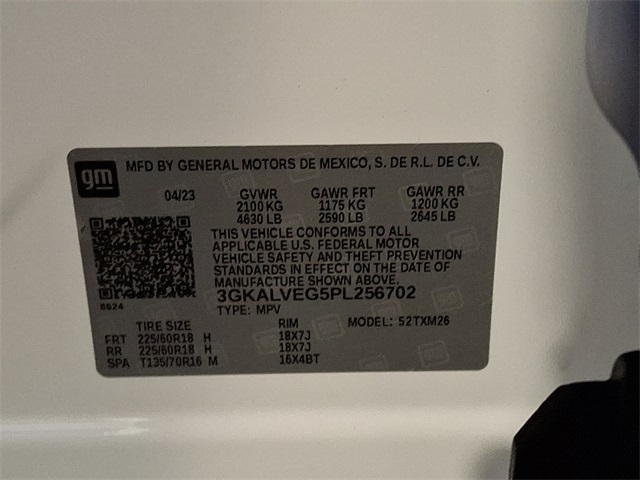 gm MFD BY GENERAL MOTORS DE MEXICO, S. DE R.L. DE C.V.
04/23 GVWR GAWR FRT GAWR RR
2100 KG 1175 KG 1200 KG
4630 LB 2590 LB 2645 LB
THIS VEHICLE CONFORMS TO ALL
APPLICABLE U.S. FEDERAL MOTOR
VEHICLE SAFETY AND THEFT PREVENTION
STANDARDS IN EFFECT ON THE DATE OF
MANUFACTURE SHOWN ABOVE.
3GKALVEG5PL256702
8624 TYPE: MPV
TIRE SIZE RIM MODEL: 52TXM26
FRT 225/60R18 H 18X7J
RR 225/60R18 H 18X7J
SPA T135/70R16 M 16X4BT